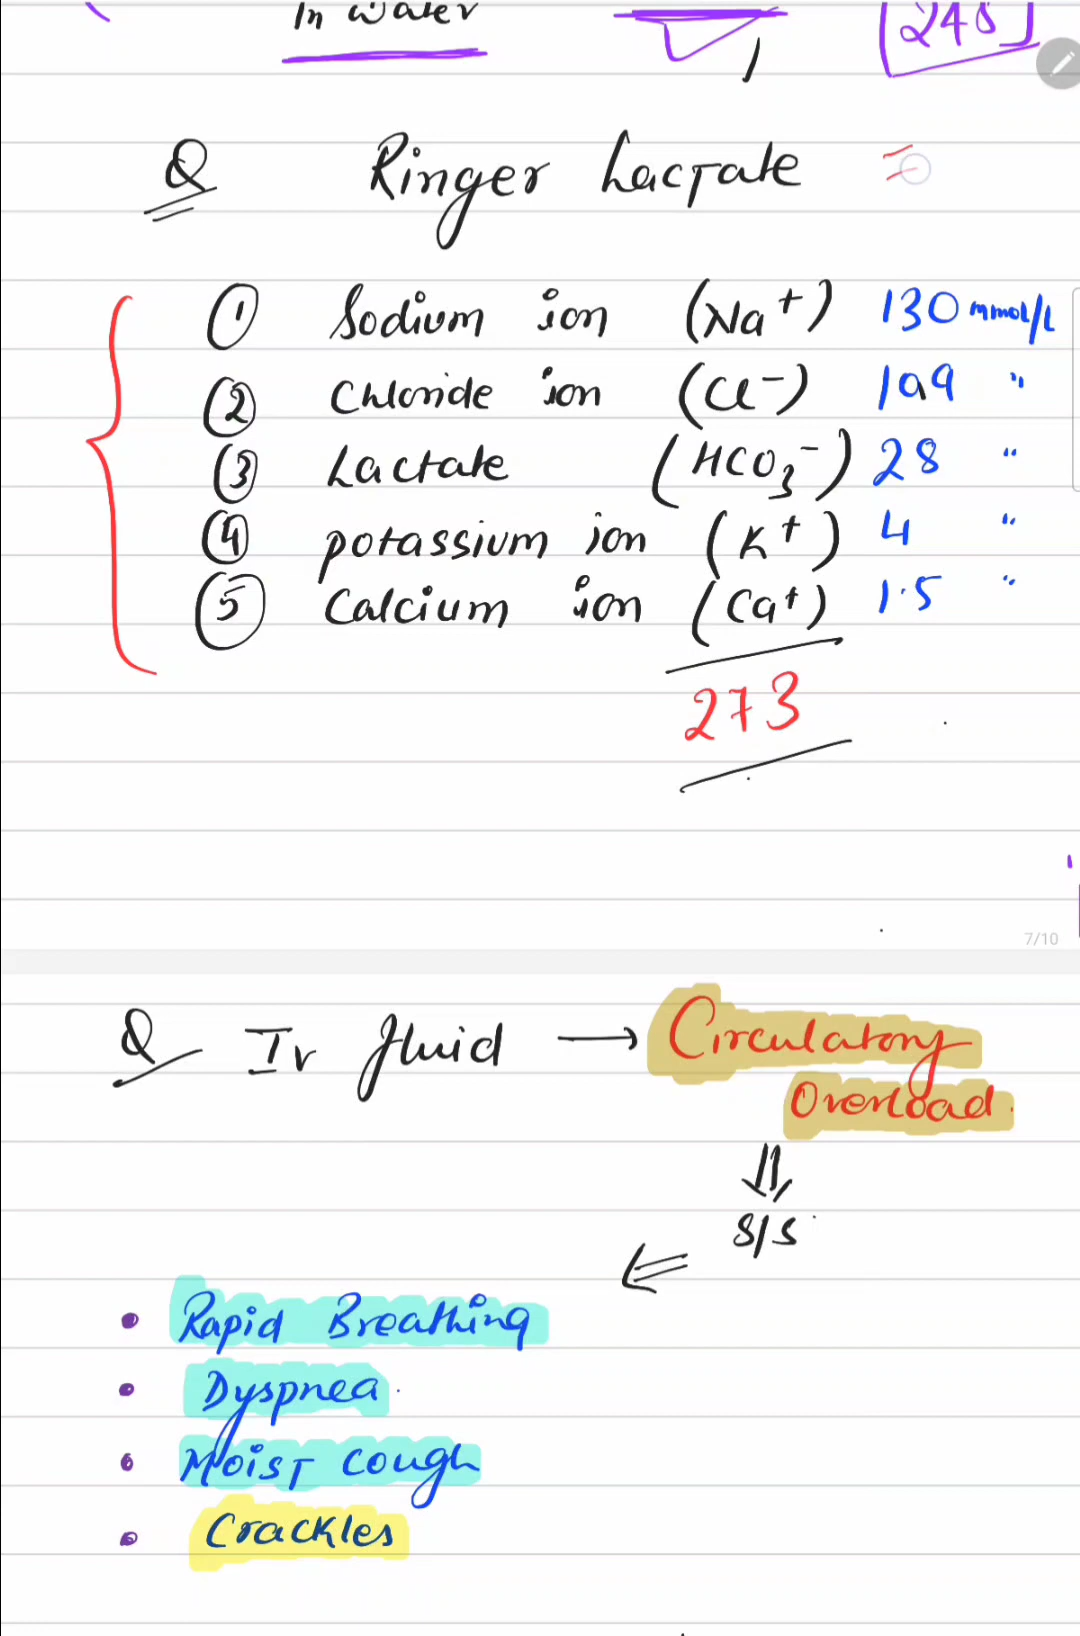 In water
Q Ringer Lactate =
① Sodium ion (Na+) 130 mmol/L
② Chloride ion (Cl-) 109 "
③ Lactate (HCO3-) 28 "
④ potassium ion (K+) 4 "
⑤ Calcium ion (Ca+) 1.5 "
273
7/10
Q Iv fluid → Circulatory
Overload.
⇓
S/S
⇐
• Rapid Breathing
• Dyspnea.
• Moist cough
• Crackles